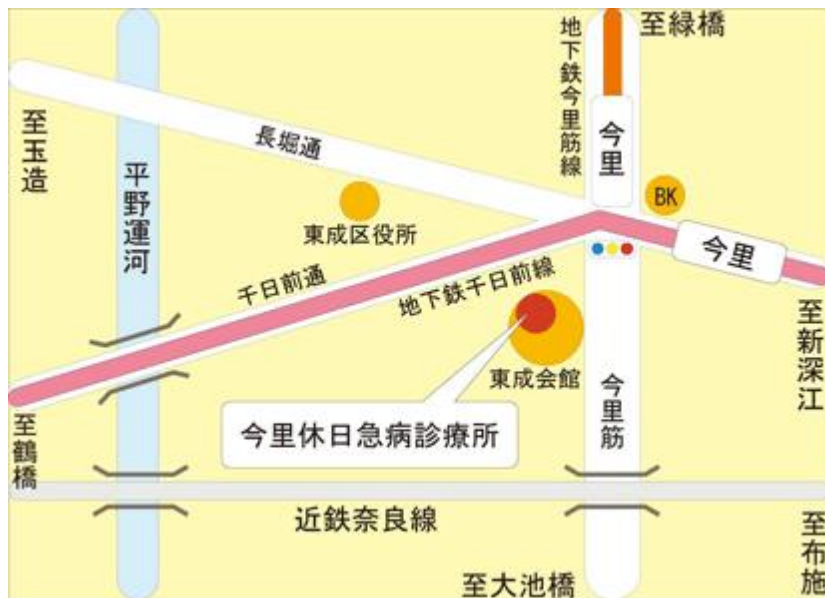 至緑橋
地下鉄今里筋線
今里
至玉造
長堀通
平野運河
BK
東成区役所
今里
千日前通
地下鉄千日前線
至新深江
東成会館
今里筋
今里休日急病診療所
至鶴橋
近鉄奈良線
至布施
至大池橋